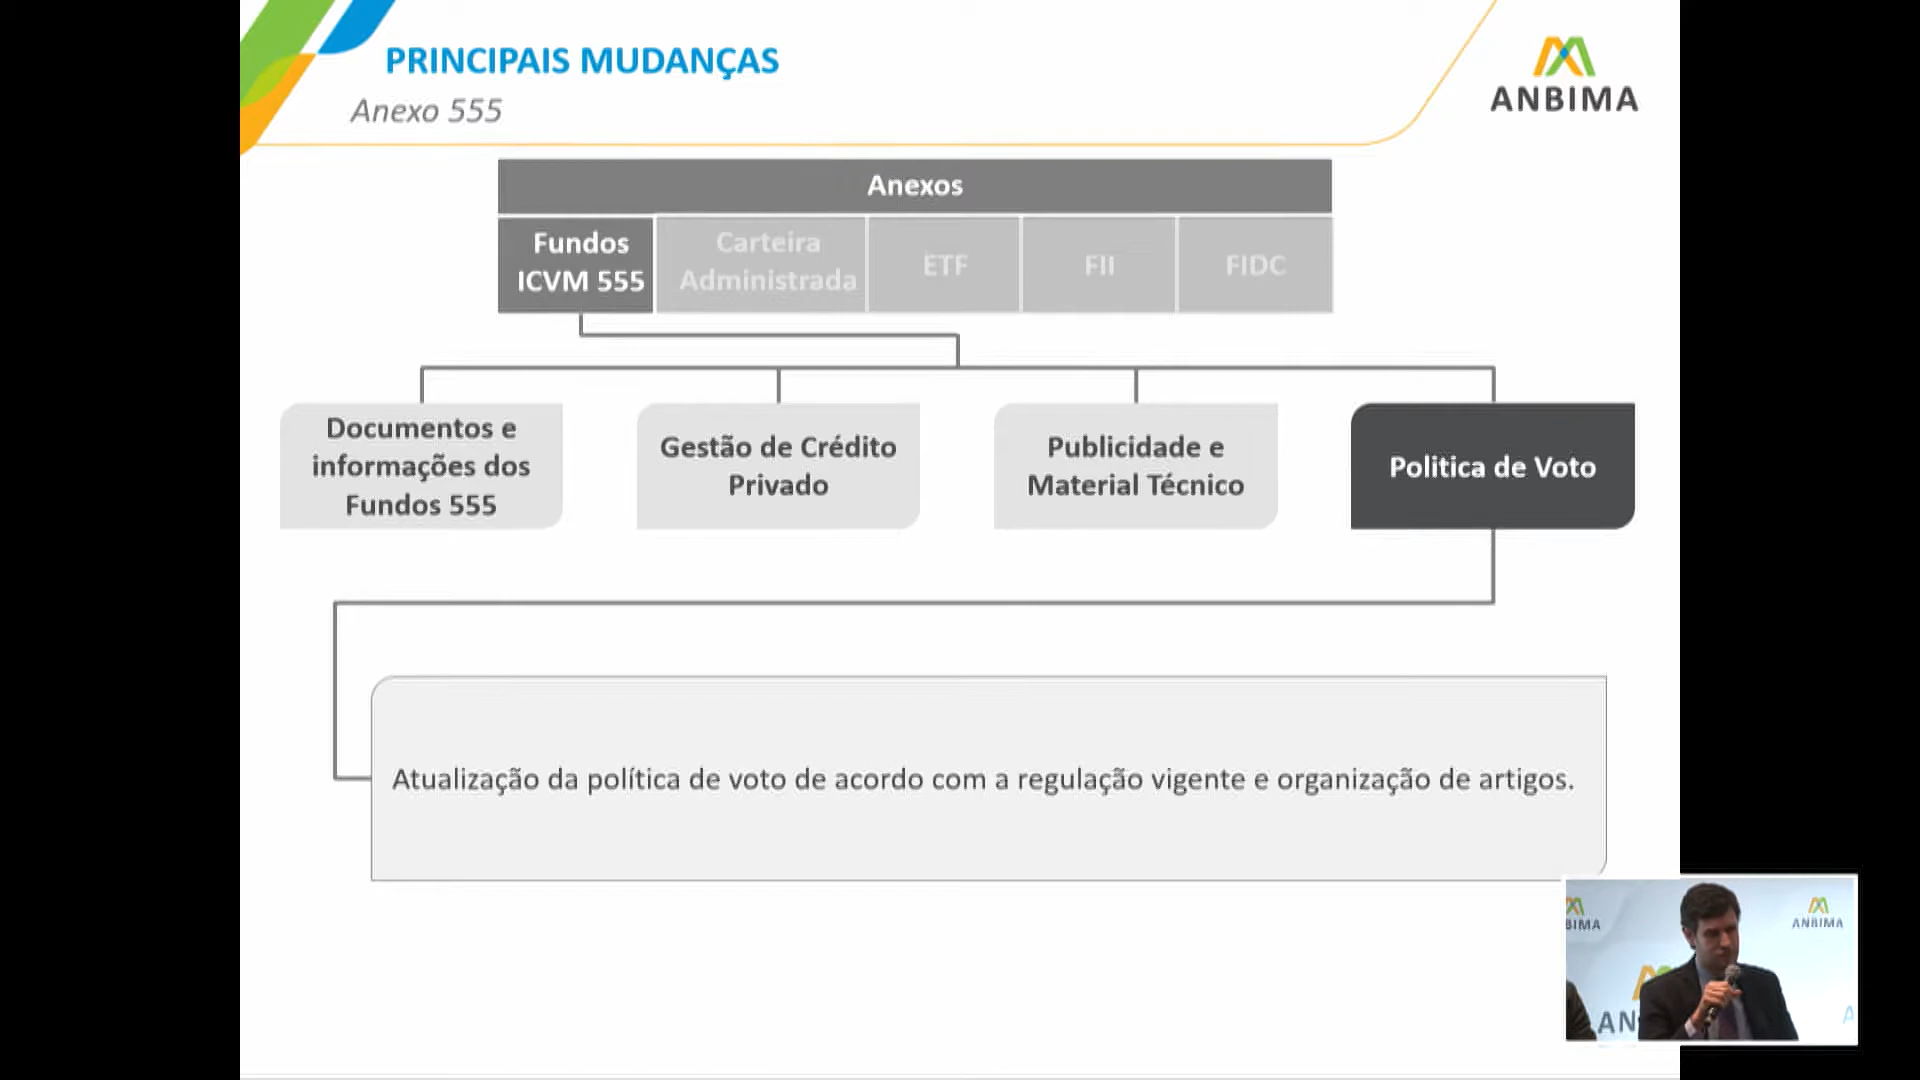 PRINCIPAIS MUDANÇAS
Anexo 555
ANBIMA
Anexos
Fundos
ICVM 555
Carteira
Administrada
ETF
FII
FIDC
Documentos e
informações dos
Fundos 555
Gestão de Crédito
Privado
Publicidade e
Material Técnico
Politica de Voto
Atualização da política de voto de acordo com a regulação vigente e organização de artigos.
BIMA
ANBIMA
AN
A